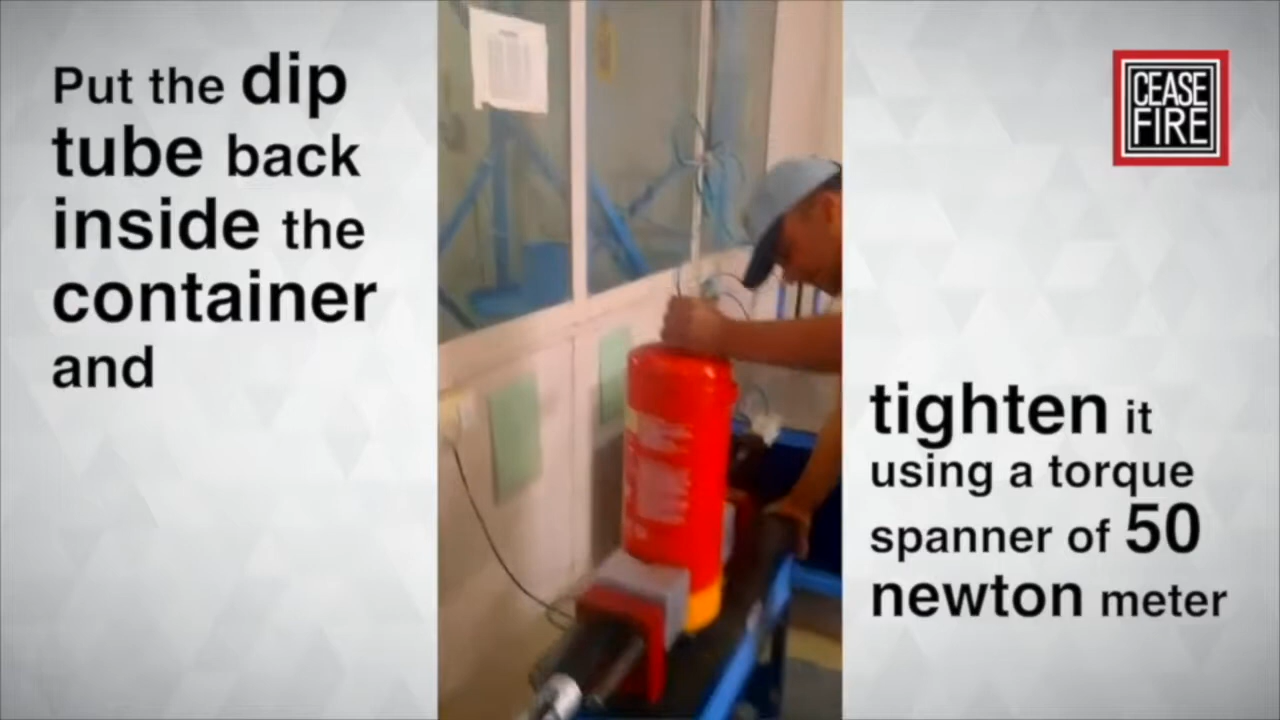 Put the dip
tube back
inside the
container
and
CEASE
FIRE
tighten it
using a torque
spanner of 50
newton meter